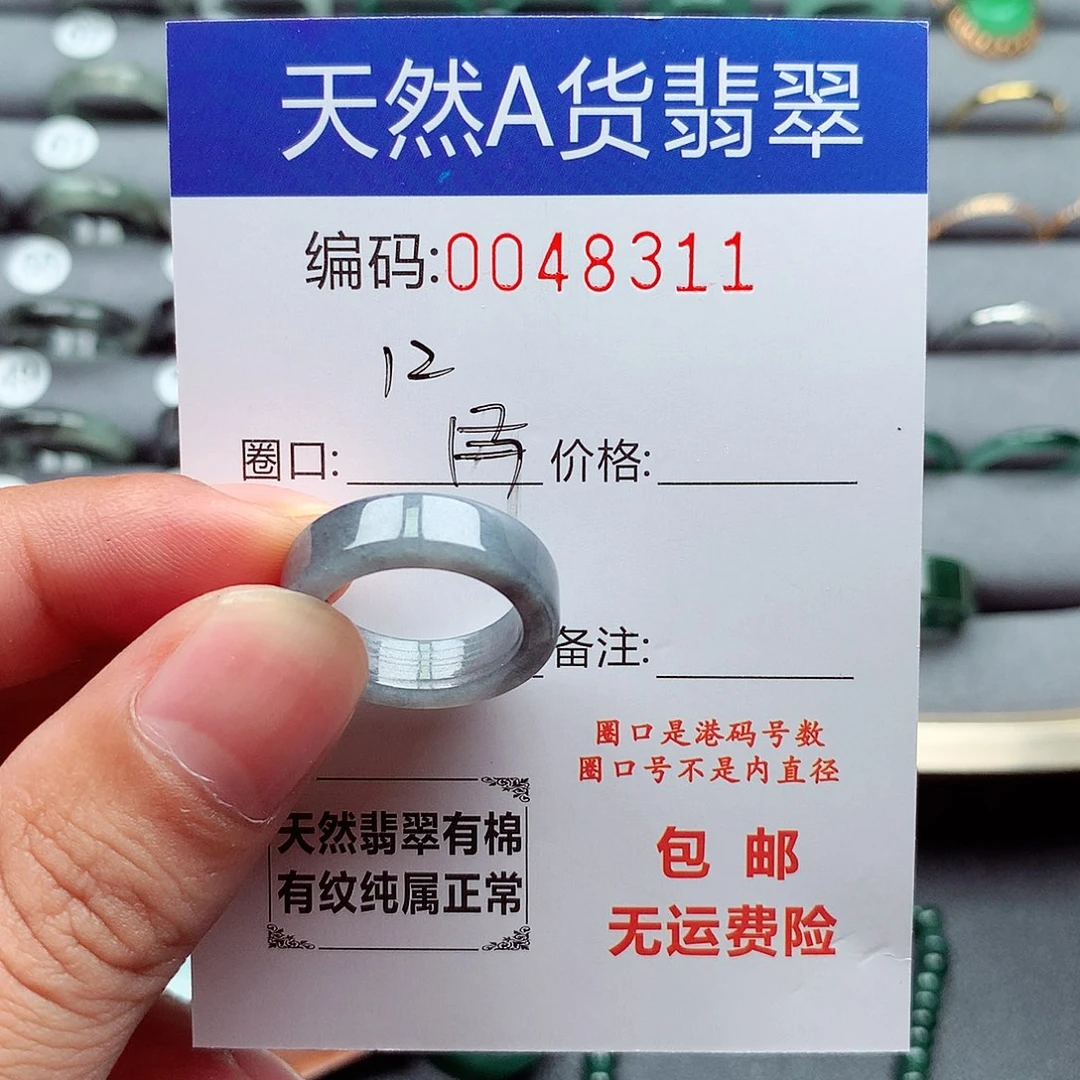 天然A货翡翠
编码:0048311
12
圈口: 价格:
备注:
圈口是港码号数
圈口号不是内直径
天然翡翠有棉
有纹纯属正常
包邮
无运费险